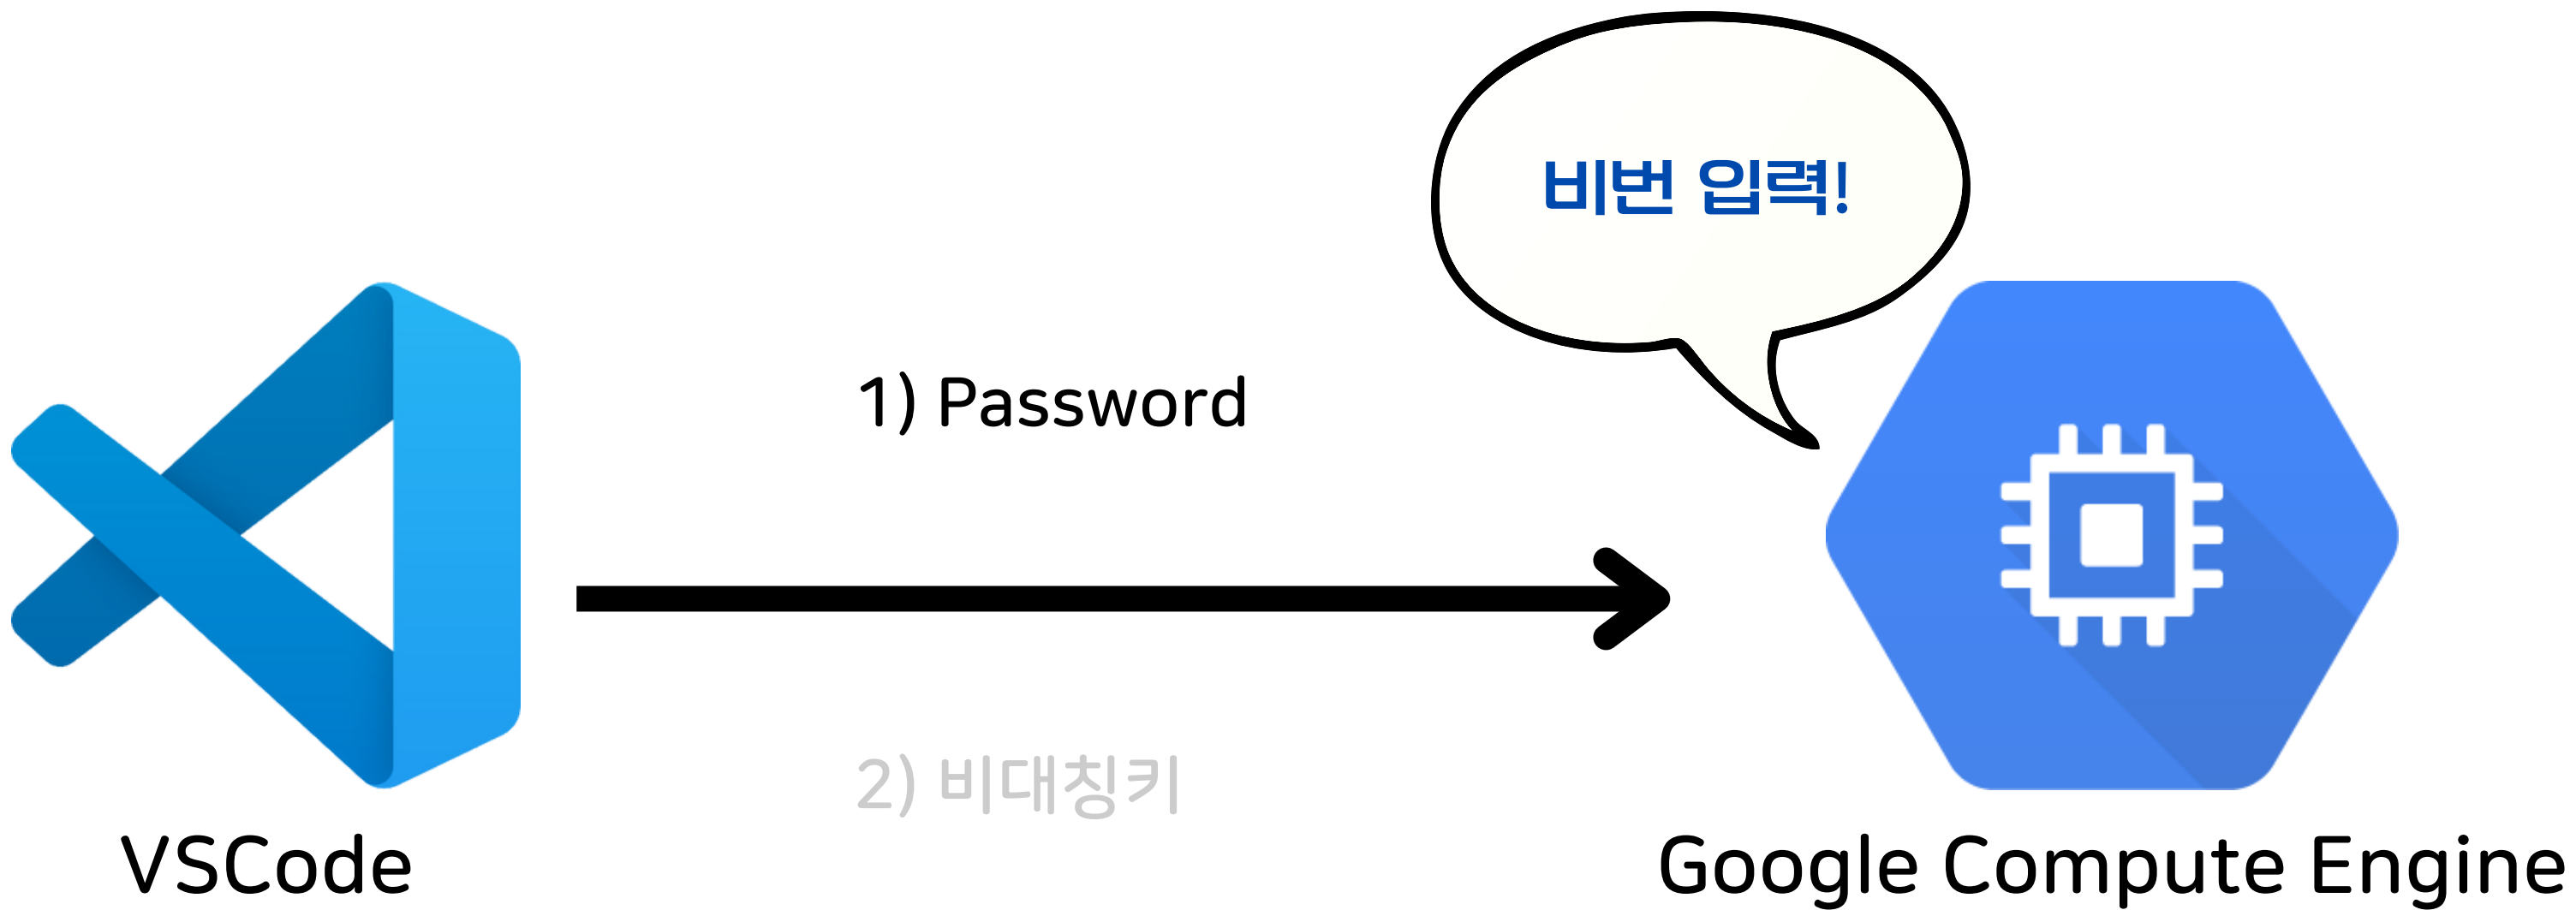 비번 입력!
1) Password
2) 비대칭키
VSCode
Google Compute Engine